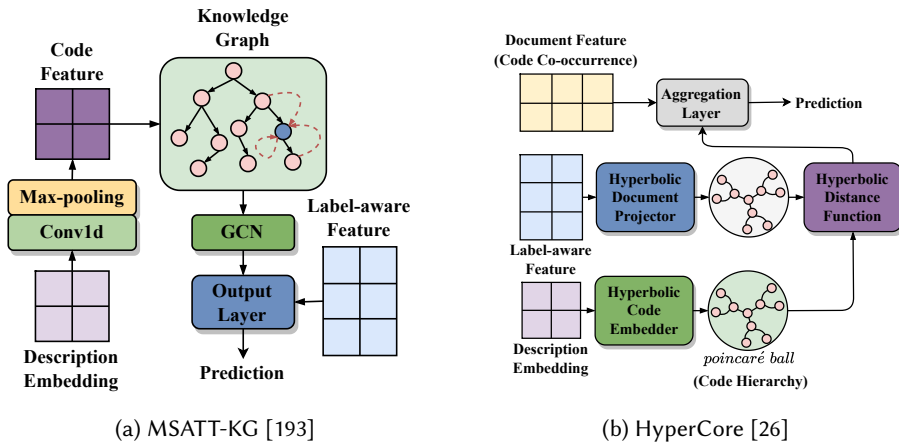 Knowledge
Graph
Code
Feature
Max-pooling
Conv1d
GCN
Label-aware
Feature
Output
Layer
Description
Embedding
Prediction
(a) MSATT-KG [193]
Document Feature
(Code Co-occurrence)
Aggregation
Layer
Prediction
Hyperbolic
Document
Projector
Hyperbolic
Distance
Function
Label-aware
Feature
Hyperbolic
Code
Embedder
Description
Embedding
poincaré ball
(Code Hierarchy)
(b) HyperCore [26]